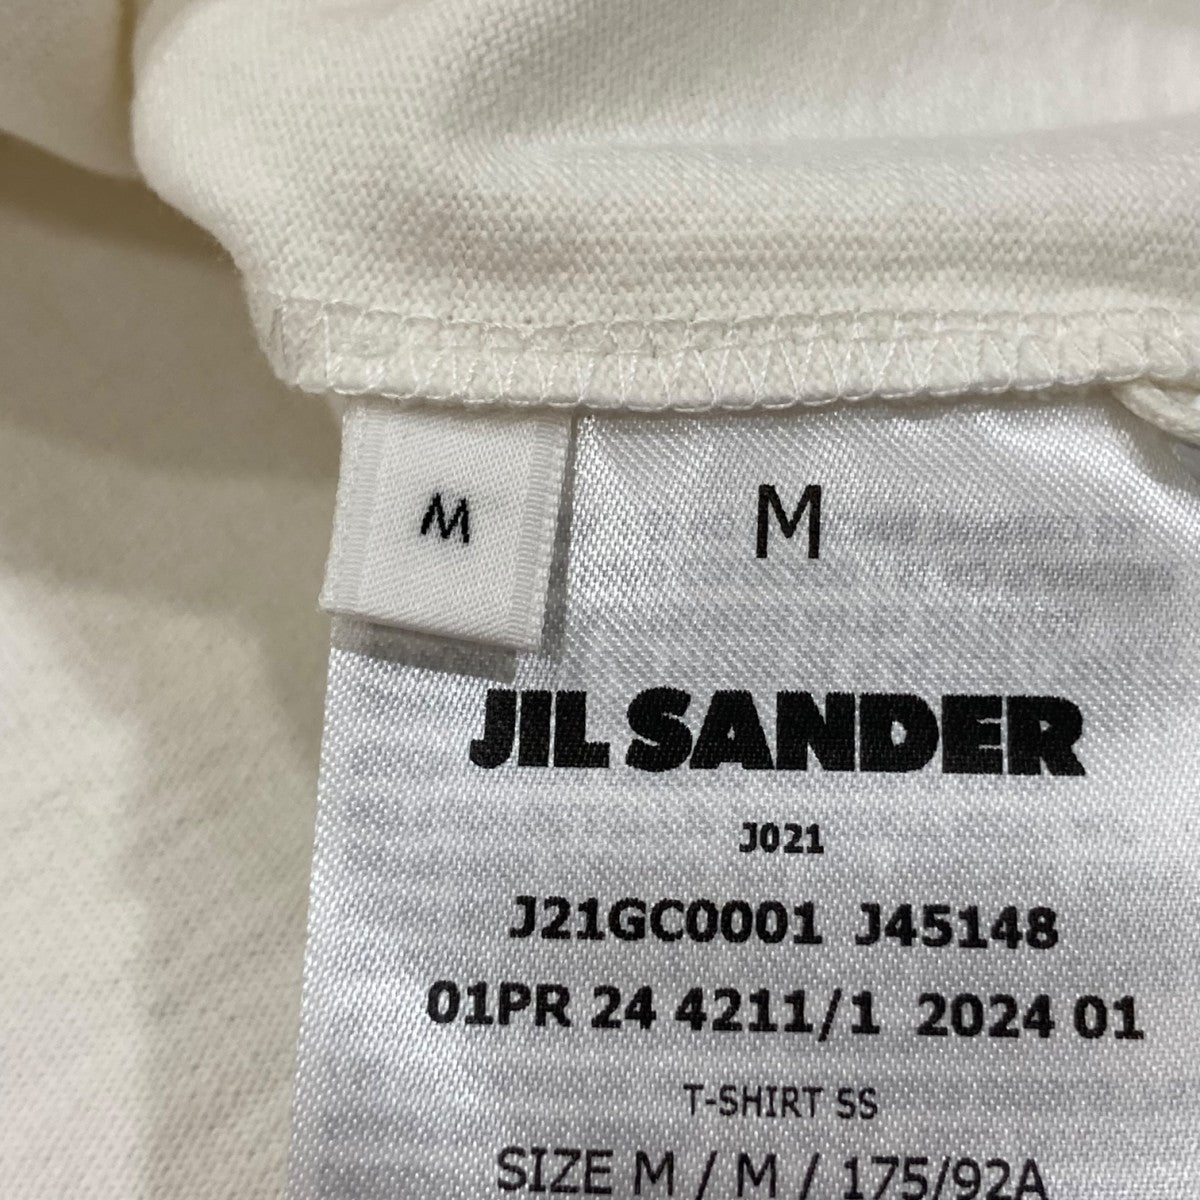 M
M
JIL SANDER
J021
J21GC0001 J45148
01PR 24 4211/1 2024 01
T-SHIRT SS
SIZE M / M / 175/92A